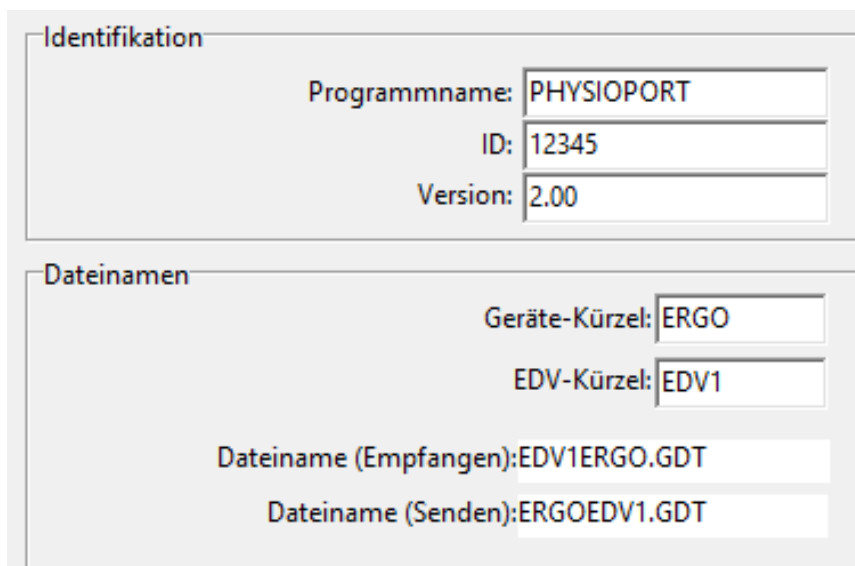 Identifikation
Programmname: PHYSIOPORT
ID: 12345
Version: 2.00
Dateinamen
Geräte-Kürzel: ERGO
EDV-Kürzel: EDV1
Dateiname (Empfangen):EDV1ERGO.GDT
Dateiname (Senden):ERGOEDV1.GDT